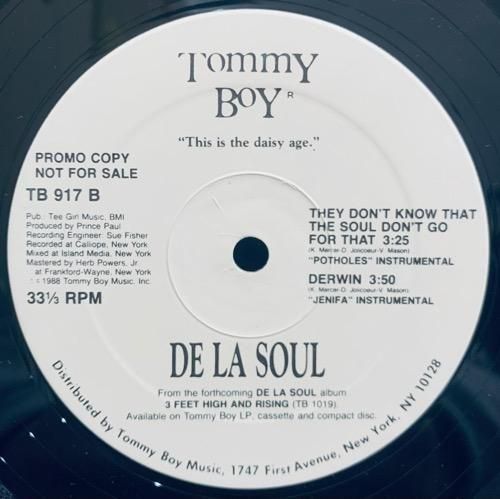 Tommy
BOY R
"This is the daisy age."
PROMO COPY
NOT FOR SALE
TB 917 B
Pub.: Tee Girl Music, BMI
Produced by Prince Paul
Recording Engineer: Sue Fisher
Recorded at Calliope, New York
Mixed at Island Media, New York
Mastered by Herb Powers, Jr.
at Frankford-Wayne, New York
℗ © 1988 Tommy Boy Music, Inc.
33⅓ RPM
THEY DON'T KNOW THAT
THE SOUL DON'T GO
FOR THAT 3:25
(K. Mercer-D. Joicoeur-V. Mason)
"POTHOLES" INSTRUMENTAL
DERWIN 3:50
(K. Mercer-D. Joicoeur-V. Mason)
"JENIFA" INSTRUMENTAL
DE LA SOUL
From the forthcoming DE LA SOUL album
3 FEET HIGH AND RISING (TB 1019).
Available on Tommy Boy LP, cassette and compact disc.
Distributed by Tommy Boy Music, 1747 First Avenue, New York, NY 10128